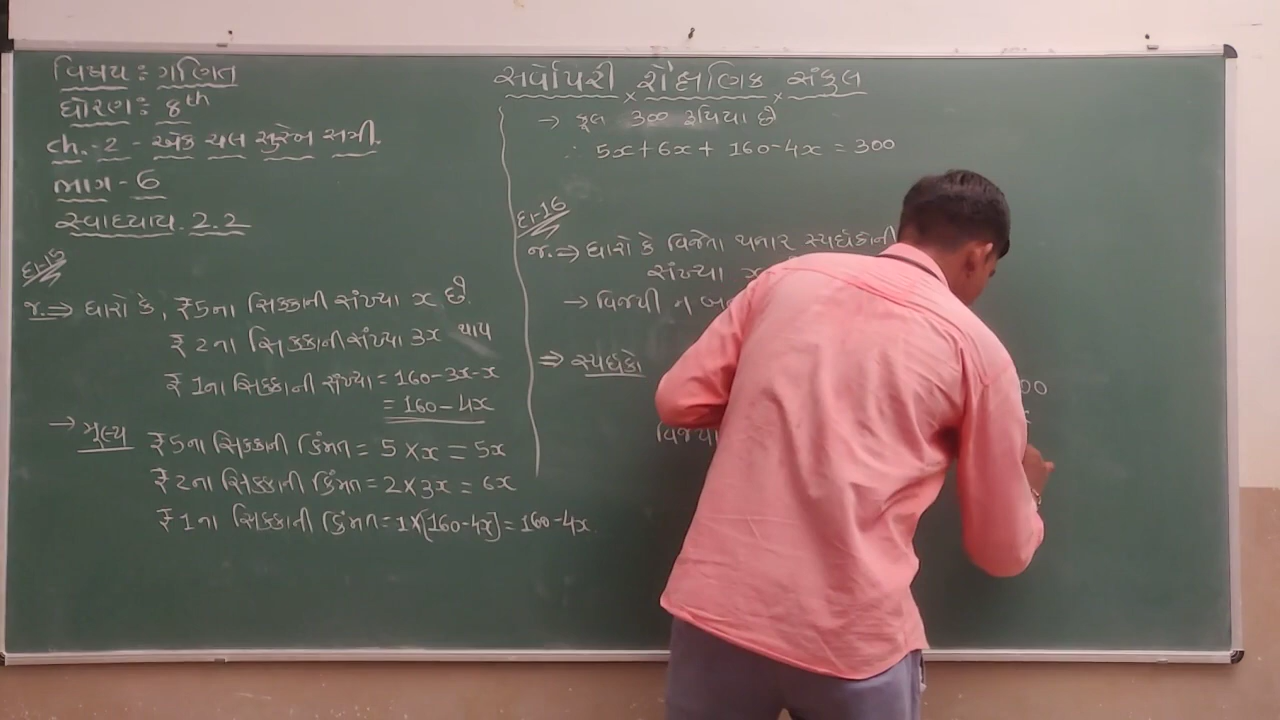 વિષય : ગણિત
ધોરણ : 8th
ch.-2 - એક ચલ સુરેખ સમી.
ભાગ - 6
સ્વાધ્યાય. 2.2
દા-15
જ. ⇒ ધારો કે, ₹5ના સિક્કાની સંખ્યા x છે.
₹2ના સિક્કાની સંખ્યા 3x થાય
₹1ના સિક્કાની સંખ્યા = 160-3x-x
= 160-4x
→ મૂલ્ય ₹5ના સિક્કાની કિંમત = 5×x = 5x
₹2ના સિક્કાની કિંમત = 2×3x = 6x
₹1ના સિક્કાની કિંમત = 1×[160-4x] = 160-4x.
સર્વોપરી × શૈક્ષણિક × સંકુલ
→ કૂલ 300 રૂપિયા છે
∴ 5x+6x+ 160-4x = 300
દા-16
જ. ⇒ ધારો કે વિજેતા થનાર સ્પર્ધકોની
સંખ્યા x
→ વિજયી ન
⇒ સ્પર્ધકો
00